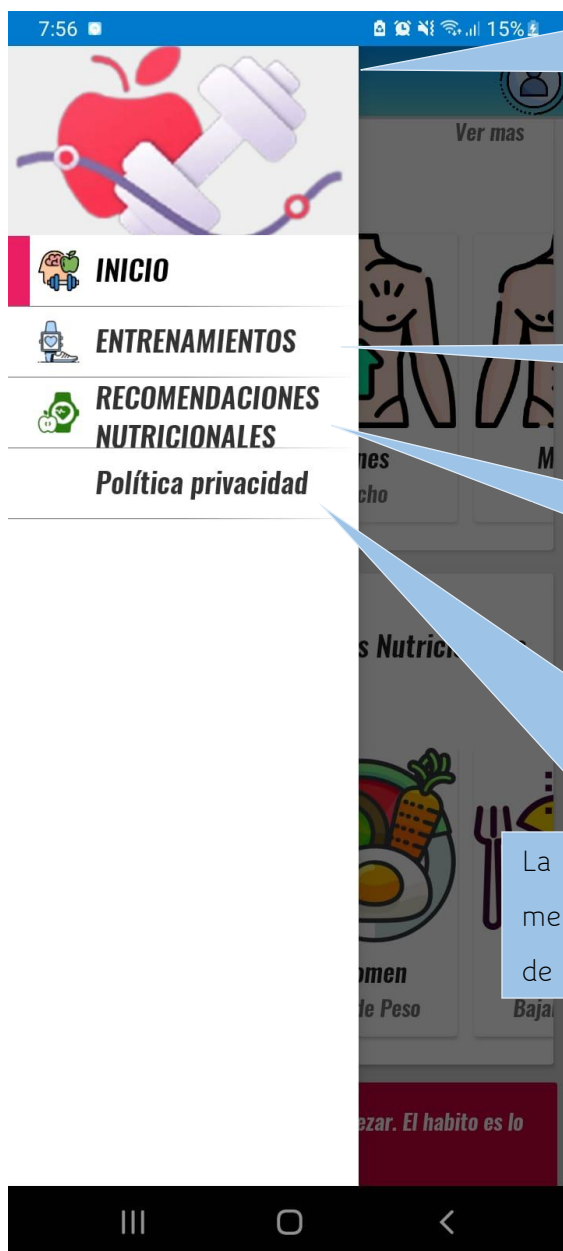 7:56
15%
Ver mas
INICIO
ENTRENAMIENTOS
RECOMENDACIONES
NUTRICIONALES
Política privacidad
nes
M
cho
s Nutric
La
me
de
omen
de Peso
Baja
ezar. El habito es lo